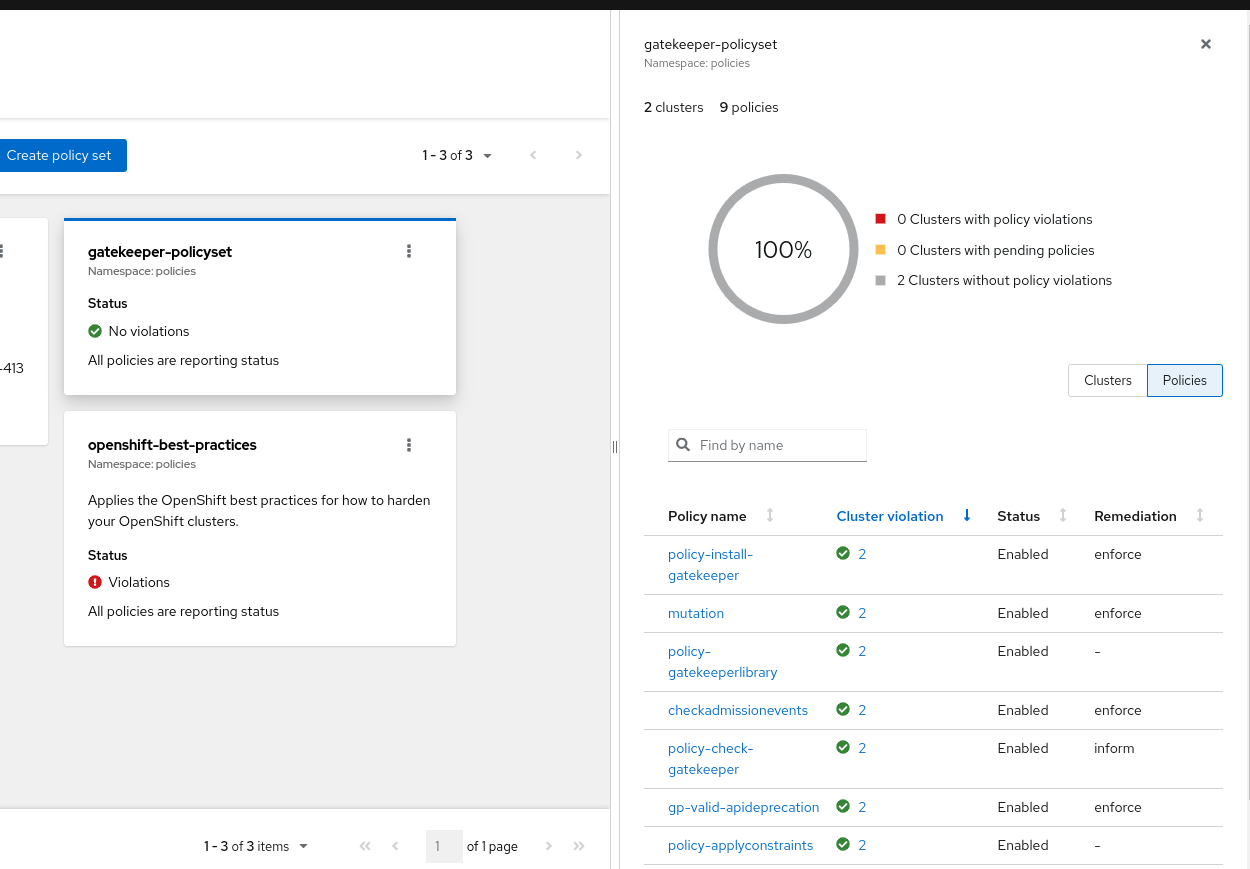 Create policy set
1 - 3 of 3
-413
gatekeeper-policyset
Namespace: policies
Status
No violations
All policies are reporting status
openshift-best-practices
Namespace: policies
Applies the OpenShift best practices for how to harden
your OpenShift clusters.
Status
Violations
All policies are reporting status
1 - 3 of 3 items
1 of 1 page
gatekeeper-policyset
Namespace: policies
2 clusters 9 policies
100%
0 Clusters with policy violations
0 Clusters with pending policies
2 Clusters without policy violations
Clusters Policies
Find by name
Policy name Cluster violation Status Remediation
policy-install-
gatekeeper 2 Enabled enforce
mutation 2 Enabled enforce
policy-
gatekeeperlibrary 2 Enabled -
checkadmissionevents 2 Enabled enforce
policy-check-
gatekeeper 2 Enabled inform
gp-valid-apideprecation 2 Enabled enforce
policy-applyconstraints 2 Enabled -